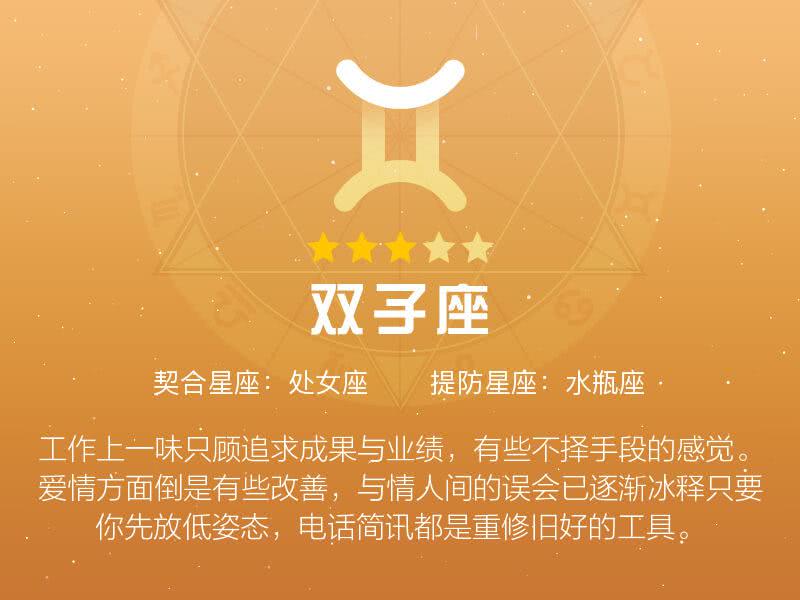 双子座
契合星座：处女座 提防星座：水瓶座
工作上一味只顾追求成果与业绩，有些不择手段的感觉。
爱情方面倒是有些改善，与情人间的误会已逐渐冰释只要
你先放低姿态，电话简讯都是重修旧好的工具。